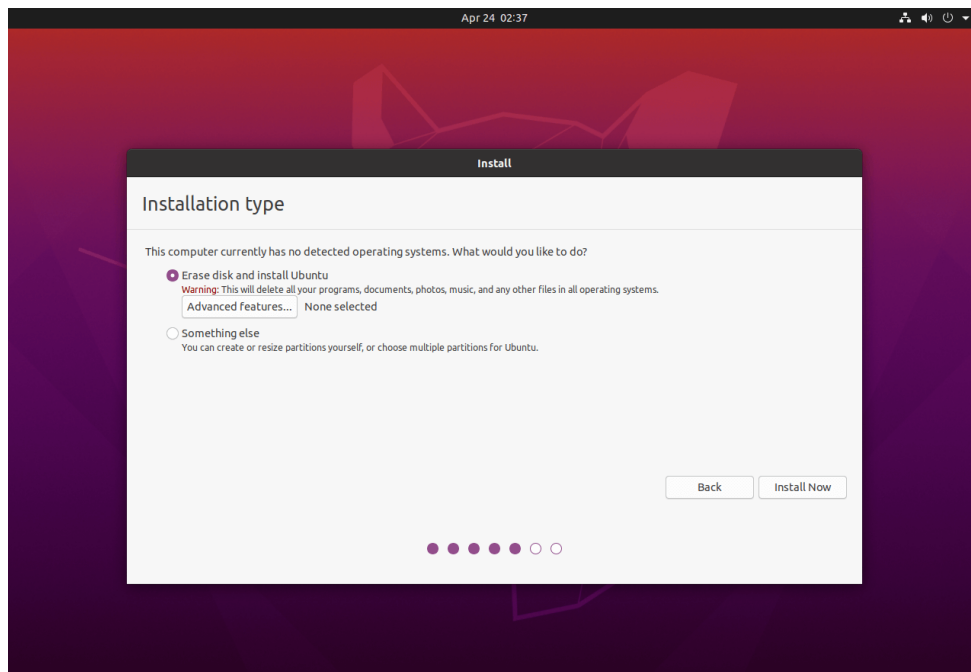 Apr 24 02:37
Install
Installation type
This computer currently has no detected operating systems. What would you like to do?
Erase disk and install Ubuntu
Warning: This will delete all your programs, documents, photos, music, and any other files in all operating systems.
Advanced features... None selected
Something else
You can create or resize partitions yourself, or choose multiple partitions for Ubuntu.
Back Install Now